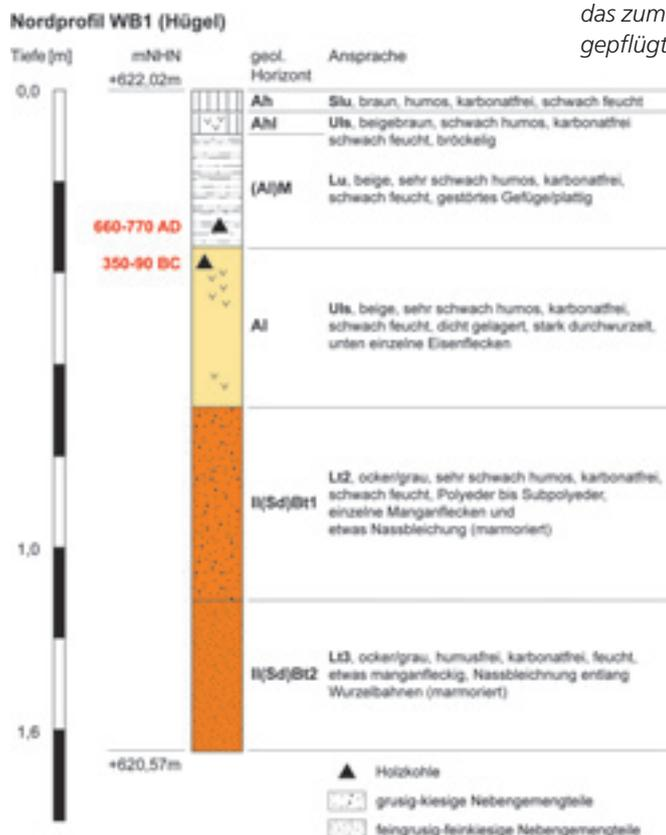 das zum
gepflügt
Nordprofil WB1 (Hügel)
Tiefe [m]
mNHN
geol.
Horizont
Ansprache
+622,02m
0,0
Ah
Slu, braun, humos, karbonatfrei, schwach feucht
Ahl
Uls, beigebraun, schwach humos, karbonatfrei
schwach feucht, bröckelig
(Al)M
Lu, beige, sehr schwach humos, karbonatfrei,
schwach feucht, gestörtes Gefüge/plattig
660-770 AD
350-90 BC
Al
Uls, beige, sehr schwach humos, karbonatfrei,
schwach feucht, dicht gelagert, stark durchwurzelt,
unten einzelne Eisenflecken
II(Sd)Bt1
Lt2, ocker/grau, sehr schwach humos, karbonatfrei,
schwach feucht, Polyeder bis Subpolyeder,
einzelne Manganflecken und
etwas Nassbleichung (marmoriert)
1,0
II(Sd)Bt2
Lt3, ocker/grau, humusfrei, karbonatfrei, feucht,
etwas manganfleckig, Nassbleichnung entlang
Wurzelbahnen (marmoriert)
1,6
+620,57m
Holzkohle
grusig-kiesige Nebengemengteile
feingrusig-feinkiesige Nebengemengteile